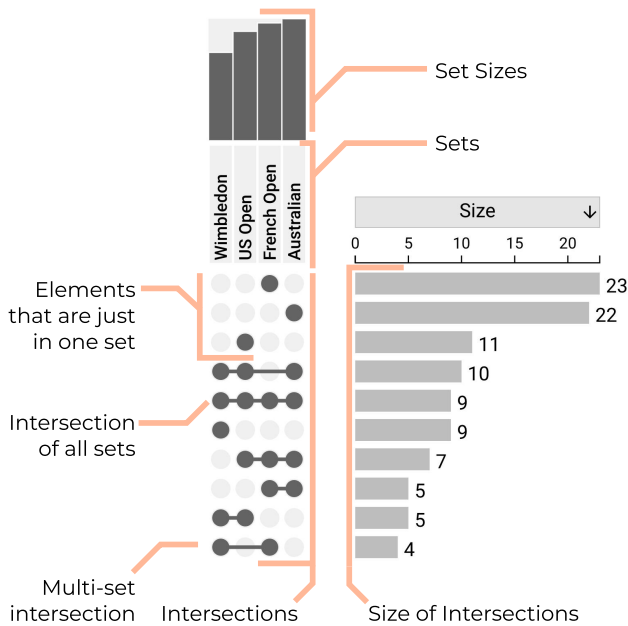 Set Sizes
Sets
Wimbledon
US Open
French Open
Australian
Size
0 5 10 15 20
Elements
that are just
in one set
23
22
11
10
Intersection
of all sets
9
9
7
5
5
4
Multi-set
intersection
Intersections
Size of Intersections